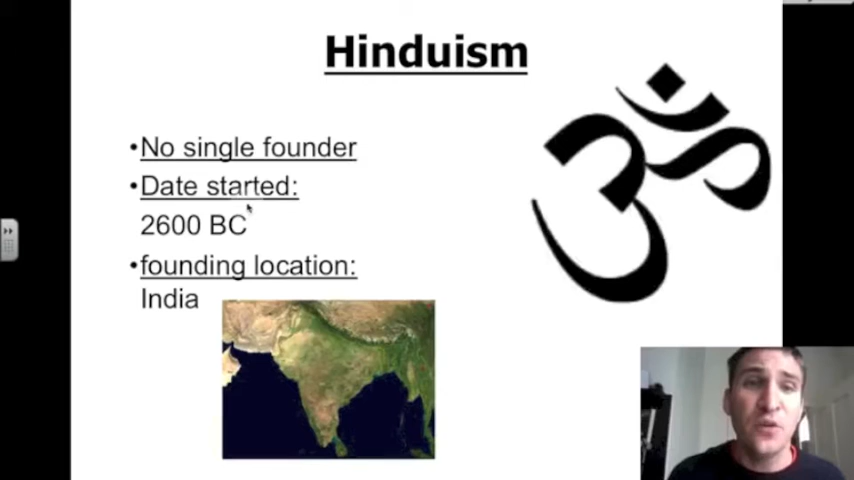 Hinduism
•No single founder
•Date started:
2600 BC
•founding location:
India
ॐ